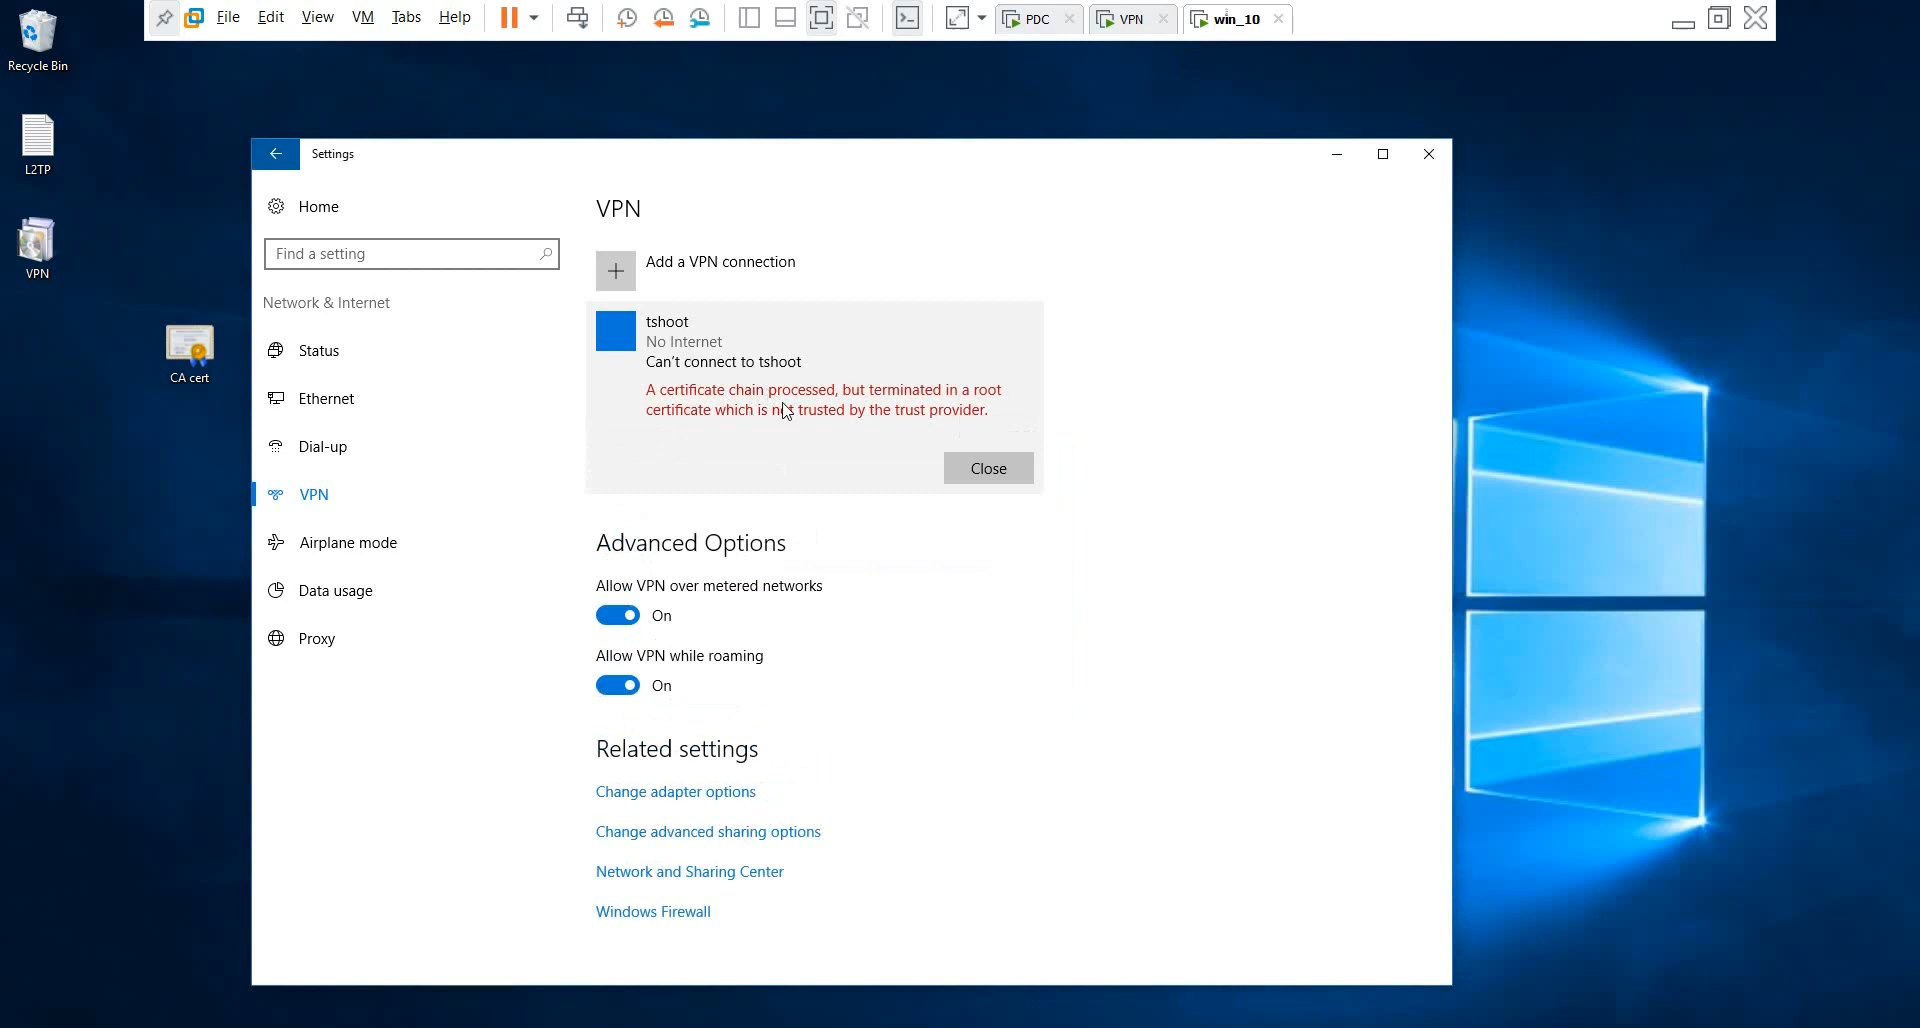 File Edit View VM Tabs Help
PDC
VPN
win_10
Recycle Bin
L2TP
VPN
CA cert
Settings
Home
Find a setting
Network & Internet
Status
Ethernet
Dial-up
VPN
Airplane mode
Data usage
Proxy
VPN
Add a VPN connection
tshoot
No Internet
Can't connect to tshoot
A certificate chain processed, but terminated in a root
certificate which is not trusted by the trust provider.
Close
Advanced Options
Allow VPN over metered networks
On
Allow VPN while roaming
On
Related settings
Change adapter options
Change advanced sharing options
Network and Sharing Center
Windows Firewall